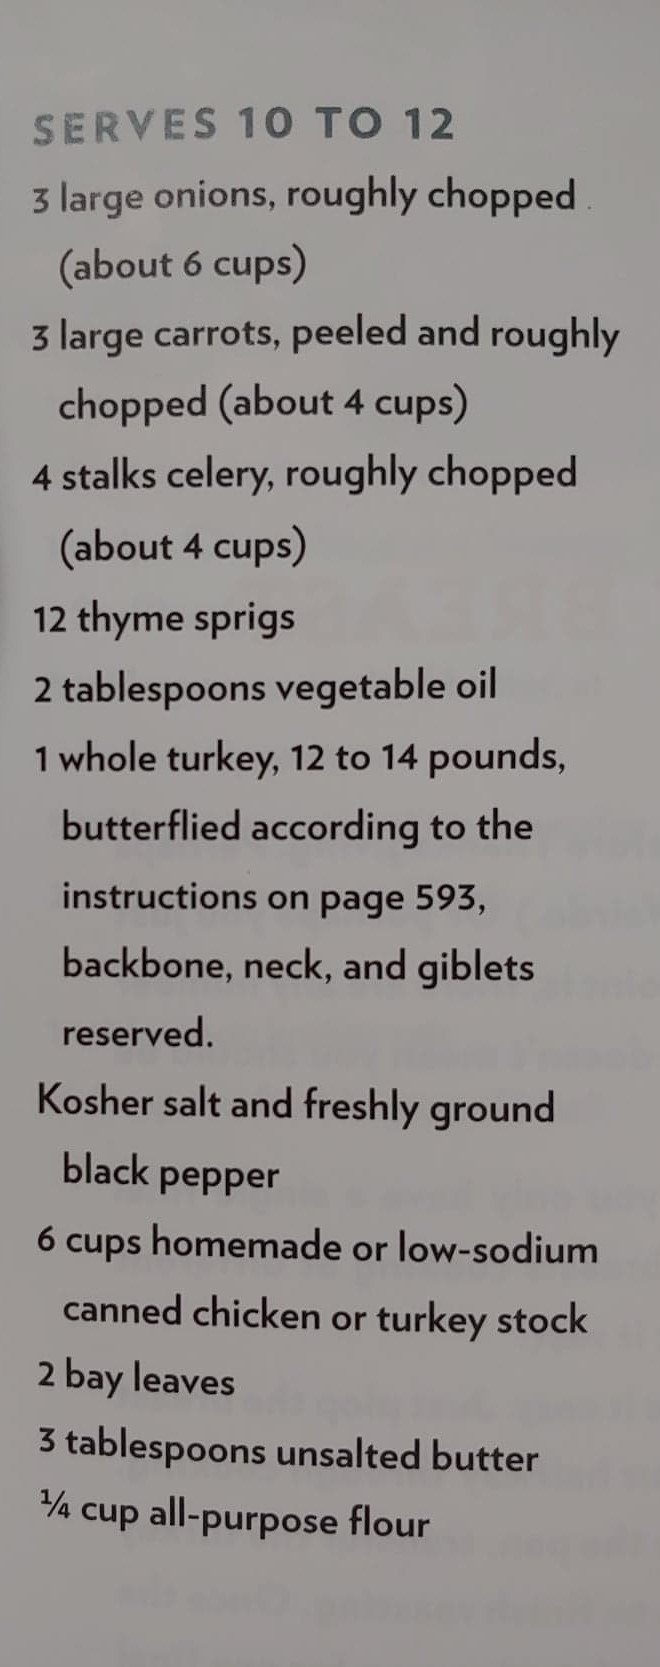 SERVES 10 TO 12
3 large onions, roughly chopped
(about 6 cups)
3 large carrots, peeled and roughly
chopped (about 4 cups)
4 stalks celery, roughly chopped
(about 4 cups)
12 thyme sprigs
2 tablespoons vegetable oil
1 whole turkey, 12 to 14 pounds,
butterflied according to the
instructions on page 593,
backbone, neck, and giblets
reserved.
Kosher salt and freshly ground
black pepper
6 cups homemade or low-sodium
canned chicken or turkey stock
2 bay leaves
3 tablespoons unsalted butter
¼ cup all-purpose flour